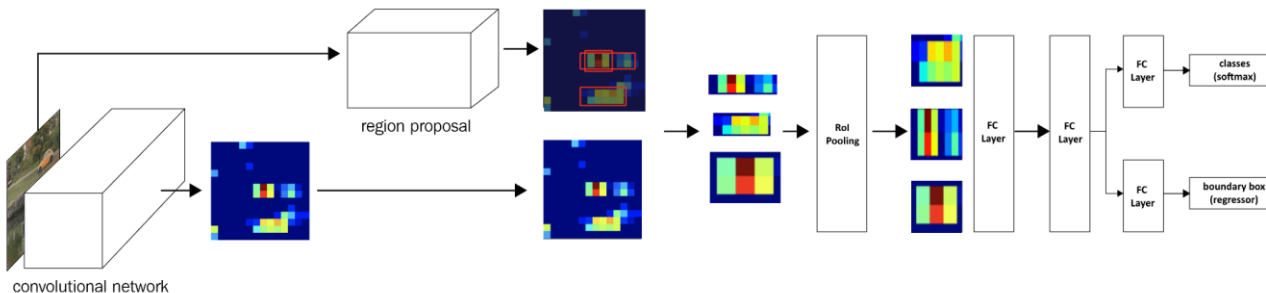 region proposal
convolutional network
RoI
Pooling
FC
Layer
FC
Layer
FC
Layer
classes
(softmax)
FC
Layer
boundary box
(regressor)